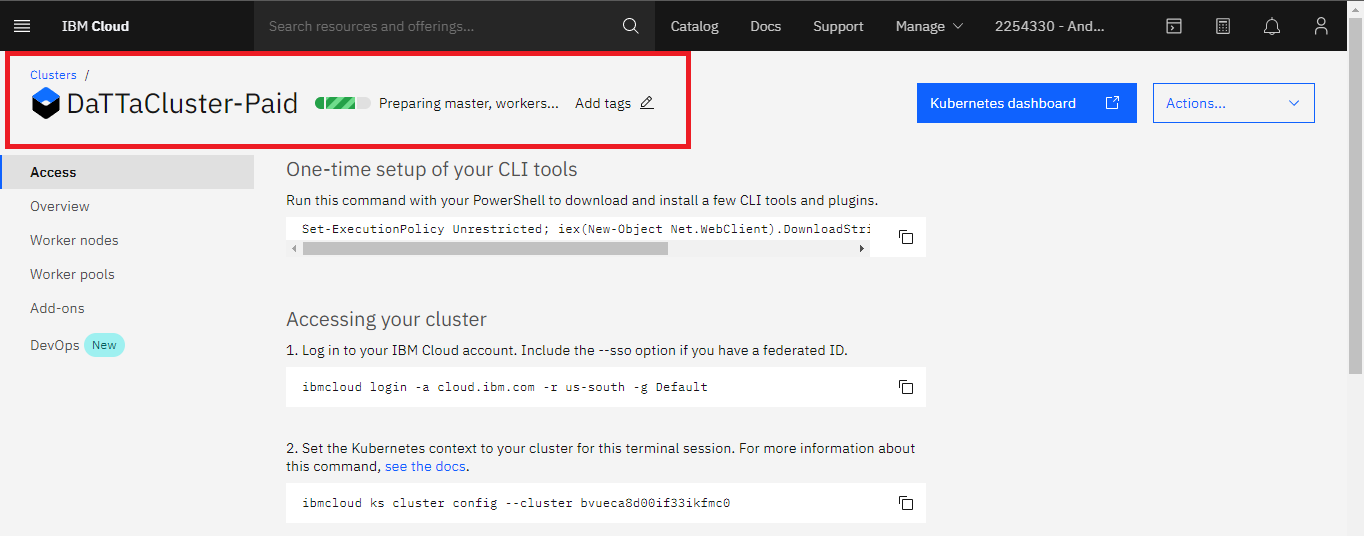 IBM Cloud
Search resources and offerings...
Catalog
Docs
Support
Manage
2254330 - And...
Clusters /
DaTTaCluster-Paid
Preparing master, workers...
Add tags
Kubernetes dashboard
Actions...
Access
Overview
Worker nodes
Worker pools
Add-ons
DevOps New
One-time setup of your CLI tools
Run this command with your PowerShell to download and install a few CLI tools and plugins.
Set-ExecutionPolicy Unrestricted; iex(New-Object Net.WebClient).DownloadStri
Accessing your cluster
1. Log in to your IBM Cloud account. Include the --sso option if you have a federated ID.
ibmcloud login -a cloud.ibm.com -r us-south -g Default
2. Set the Kubernetes context to your cluster for this terminal session. For more information about
this command, see the docs.
ibmcloud ks cluster config --cluster bvueca8d00if33ikfmc0